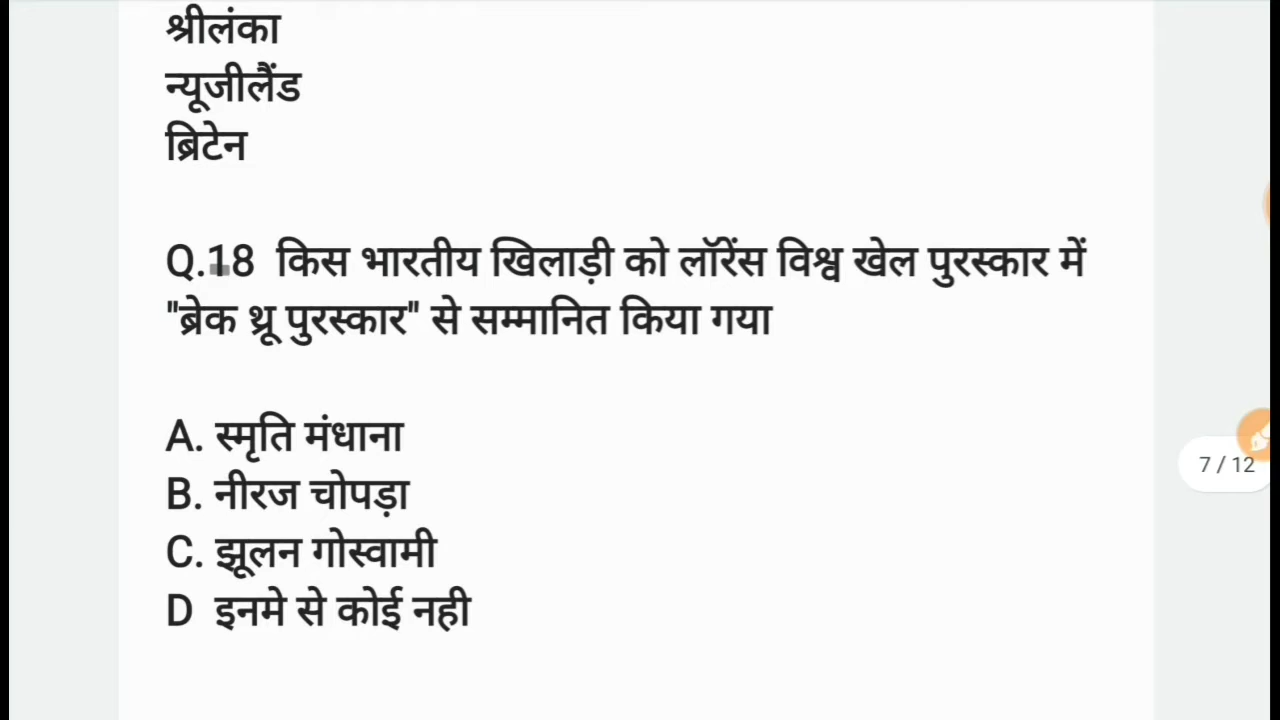 श्रीलंका
न्यूजीलैंड
ब्रिटेन
Q.18 किस भारतीय खिलाड़ी को लॉरेंस विश्व खेल पुरस्कार में
"ब्रेक थ्रू पुरस्कार" से सम्मानित किया गया
A. स्मृति मंधाना
B. नीरज चोपड़ा
C. झूलन गोस्वामी
D इनमे से कोई नही
7 / 12